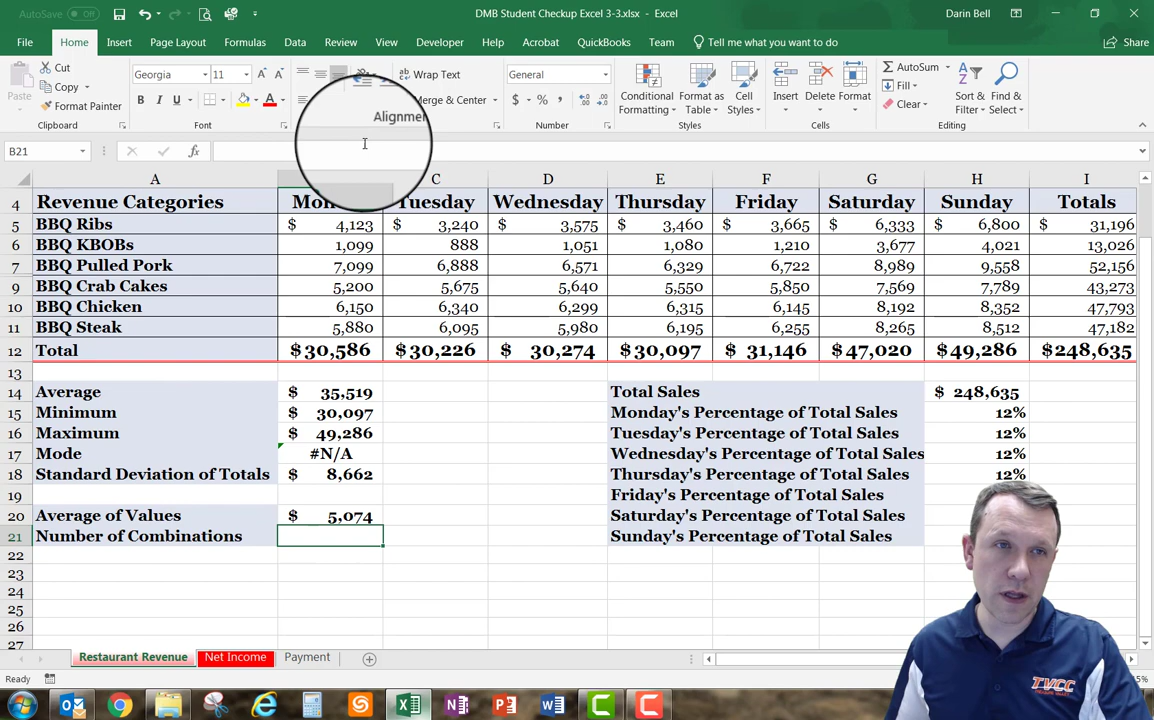 AutoSave Off DMB Student Checkup Excel 3-3.xlsx - Excel Darin Bell
File Home Insert Page Layout Formulas Data Review View Developer Help Acrobat QuickBooks Team Tell me what you want to do Share
Cut Georgia 11 A A Wrap Text General AutoSum
Paste Copy Fill
Format Painter B I U A Merge & Center $ % , Conditional Formatting Format as Table Cell Styles Insert Delete Format Clear Sort & Filter Find & Select
Clipboard Font Alignmen Number Styles Cells Editing
B21 fx
A C D E F G H I
4 Revenue Categories Mon Tuesday Wednesday Thursday Friday Saturday Sunday Totals
5 BBQ Ribs $ 4,123 $ 3,240 $ 3,575 $ 3,460 $ 3,665 $ 6,333 $ 6,800 $ 31,196
6 BBQ KBOBs 1,099 888 1,051 1,080 1,210 3,677 4,021 13,026
7 BBQ Pulled Pork 7,099 6,888 6,571 6,329 6,722 8,989 9,558 52,156
9 BBQ Crab Cakes 5,200 5,675 5,640 5,550 5,850 7,569 7,789 43,273
10 BBQ Chicken 6,150 6,340 6,299 6,315 6,145 8,192 8,352 47,793
11 BBQ Steak 5,880 6,095 5,980 6,195 6,255 8,265 8,512 47,182
12 Total $30,586 $30,226 $ 30,274 $30,097 $ 31,146 $47,020 $49,286 $248,635
13
14 Average $ 35,519 Total Sales $ 248,635
15 Minimum $ 30,097 Monday's Percentage of Total Sales 12%
16 Maximum $ 49,286 Tuesday's Percentage of Total Sales 12%
17 Mode #N/A Wednesday's Percentage of Total Sales 12%
18 Standard Deviation of Totals $ 8,662 Thursday's Percentage of Total Sales 12%
19 Friday's Percentage of Total Sales
20 Average of Values $ 5,074 Saturday's Percentage of Total Sales
21 Number of Combinations Sunday's Percentage of Total Sales
22
23
24
25
26
27
Restaurant Revenue Net Income Payment
Ready 5%
TVCC